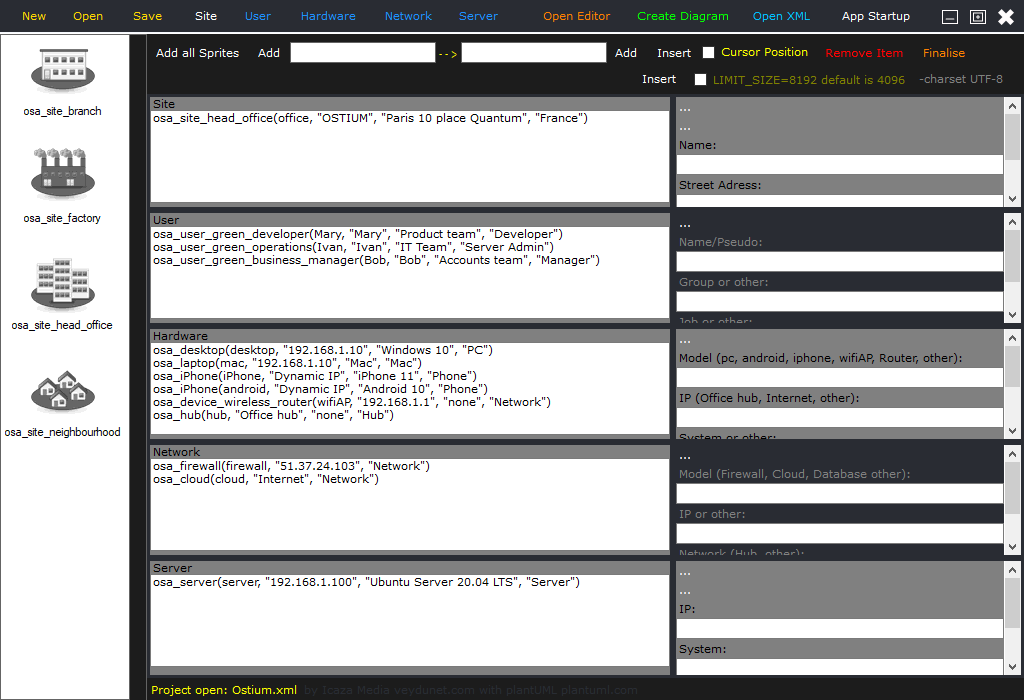 New Open Save Site User Hardware Network Server Open Editor Create Diagram Open XML App Startup
Add all Sprites Add --> Add Insert Cursor Position Remove Item Finalise
Insert LIMIT_SIZE=8192 default is 4096 -charset UTF-8
osa_site_branch
osa_site_factory
osa_site_head_office
osa_site_neighbourhood
Site
osa_site_head_office(office, "OSTIUM", "Paris 10 place Quantum", "France")
...
...
Name:
Street Adress:
User
osa_user_green_developer(Mary, "Mary", "Product team", "Developer")
osa_user_green_operations(Ivan, "Ivan", "IT Team", "Server Admin")
osa_user_green_business_manager(Bob, "Bob", "Accounts team", "Manager")
...
Name/Pseudo:
Group or other:
Job or other:
Hardware
osa_desktop(desktop, "192.168.1.10", "Windows 10", "PC")
osa_laptop(mac, "192.168.1.10", "Mac", "Mac")
osa_iPhone(iPhone, "Dynamic IP", "iPhone 11", "Phone")
osa_iPhone(android, "Dynamic IP", "Android 10", "Phone")
osa_device_wireless_router(wifiAP, "192.168.1.1", "none", "Network")
osa_hub(hub, "Office hub", "none", "Hub")
...
Model (pc, android, iphone, wifiAP, Router, other):
IP (Office hub, Internet, other):
System or other:
Network
osa_firewall(firewall, "51.37.24.103", "Network")
osa_cloud(cloud, "Internet", "Network")
...
Model (Firewall, Cloud, Database other):
IP or other:
Network (Hub, other):
Server
osa_server(server, "192.168.1.100", "Ubuntu Server 20.04 LTS", "Server")
...
...
IP:
System:
Project open: Ostium.xml by Icaza Media veydunet.com with plantUML plantuml.com